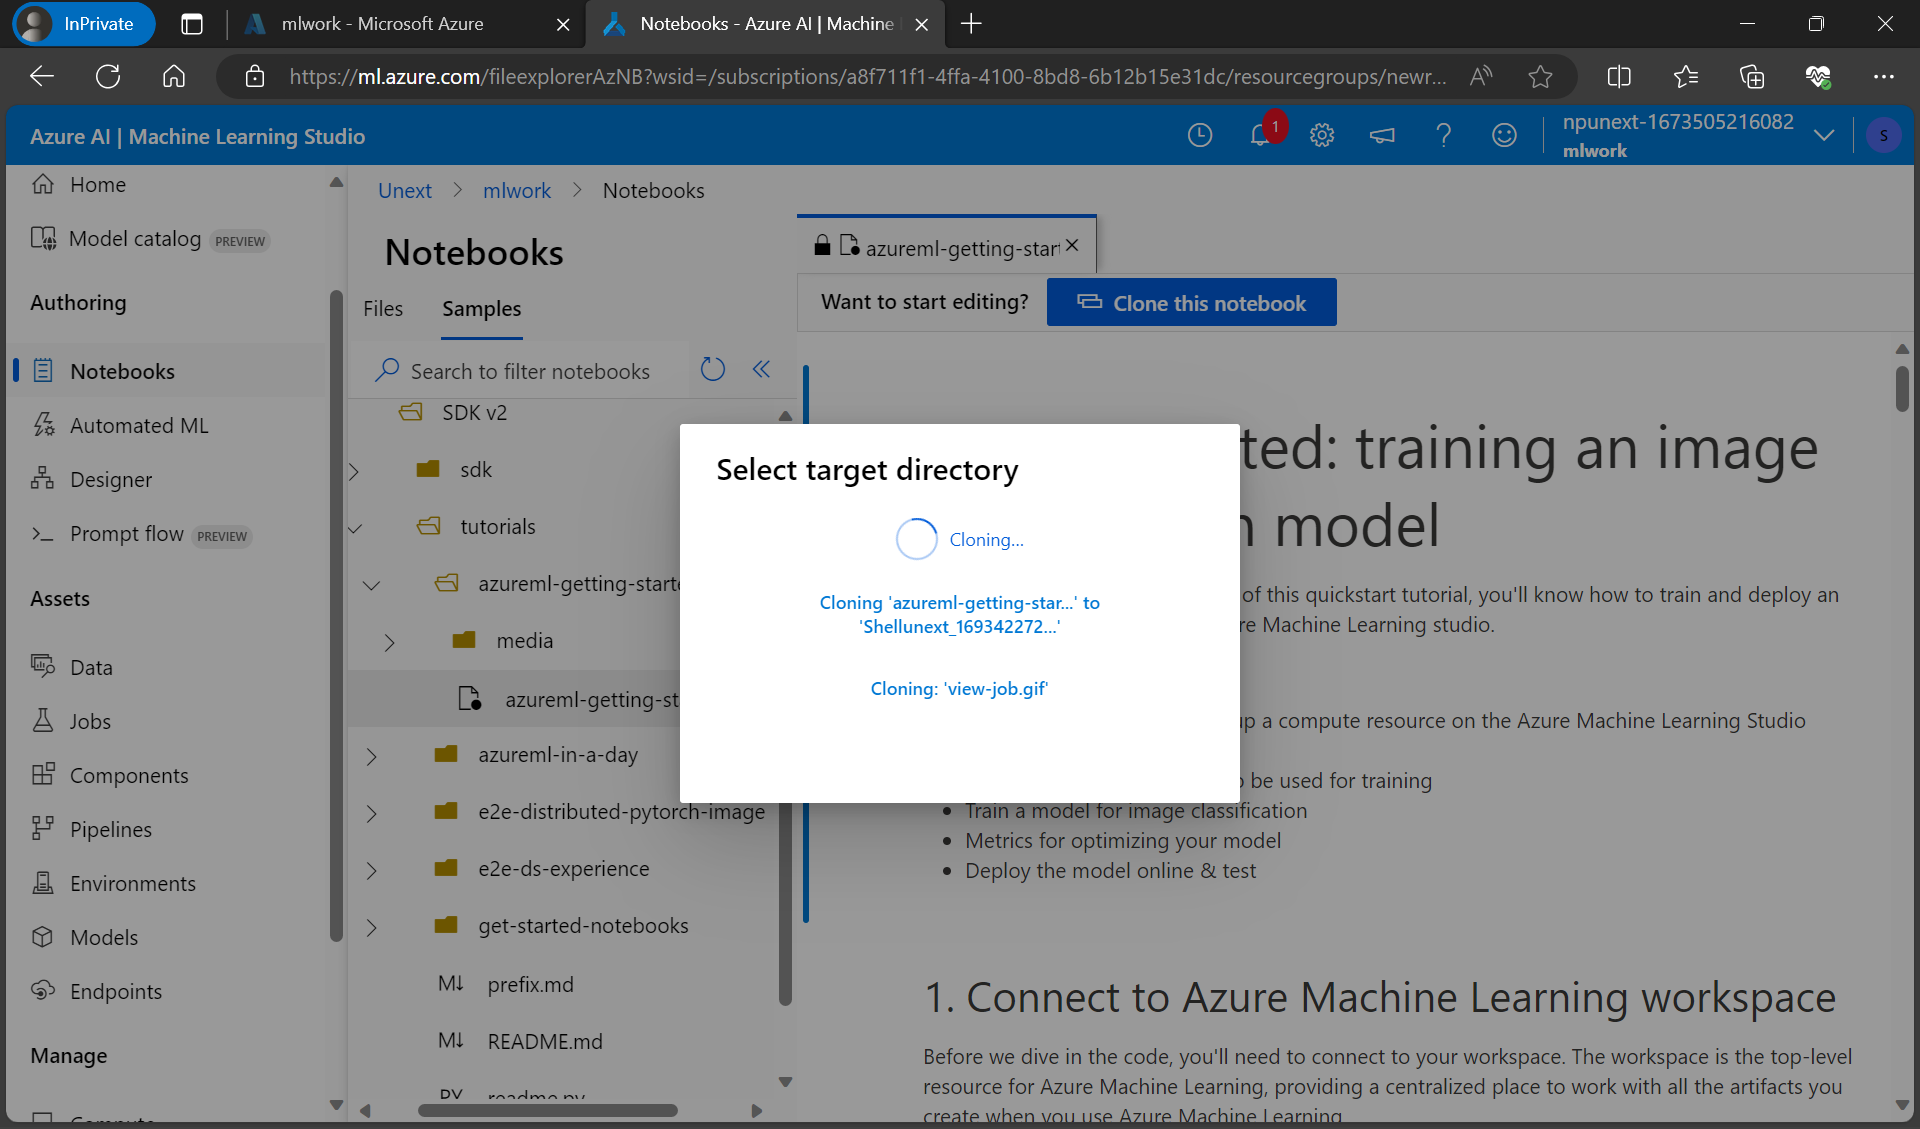 InPrivate
mlwork - Microsoft Azure
Notebooks - Azure AI | Machine
https://ml.azure.com/fileexplorerAzNB?wsid=/subscriptions/a8f711f1-4ffa-4100-8bd8-6b12b15e31dc/resourcegroups/newr...
Azure AI | Machine Learning Studio
1
npunext-1673505216082
mlwork
S
Home
Model catalog PREVIEW
Authoring
Notebooks
Automated ML
Designer
Prompt flow PREVIEW
Assets
Data
Jobs
Components
Pipelines
Environments
Models
Endpoints
Manage
Compute
Unext > mlwork > Notebooks
Notebooks
Files
Samples
Search to filter notebooks
SDK v2
sdk
tutorials
azureml-getting-starte
media
azureml-getting-st
azureml-in-a-day
e2e-distributed-pytorch-image
e2e-ds-experience
get-started-notebooks
M↓ prefix.md
M↓ README.md
PY readme.py
azureml-getting-start
Want to start editing?
Clone this notebook
Select target directory
Cloning...
Cloning 'azureml-getting-star...' to
'Shellunext_169342272...'
Cloning: 'view-job.gif'
ted: training an image
n model
of this quickstart tutorial, you'll know how to train and deploy an
re Machine Learning studio.
up a compute resource on the Azure Machine Learning Studio
be used for training
Train a model for image classification
Metrics for optimizing your model
Deploy the model online & test
1. Connect to Azure Machine Learning workspace
Before we dive in the code, you'll need to connect to your workspace. The workspace is the top-level
resource for Azure Machine Learning, providing a centralized place to work with all the artifacts you
create when you use Azure Machine Learning